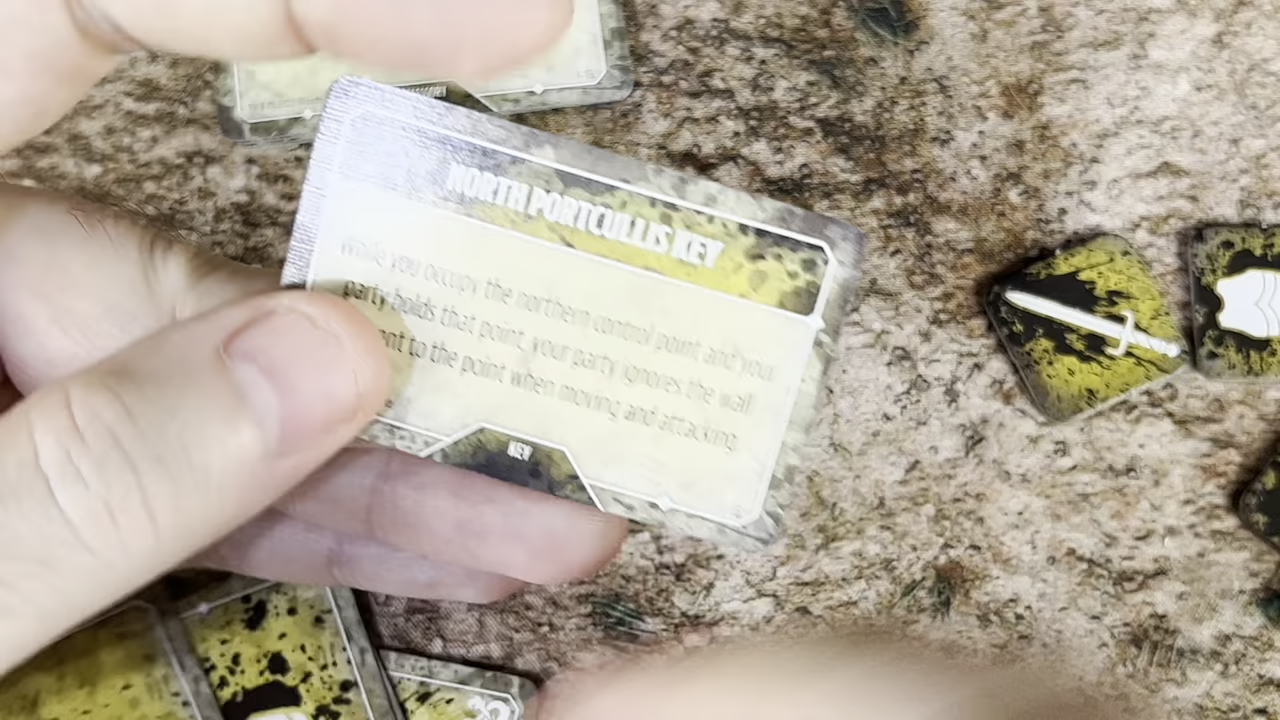 NORTH PORTCULLIS KEY
While you occupy the northern control point and your
party holds that point, your party ignores the wall
to the point when moving and attacking.
KEY